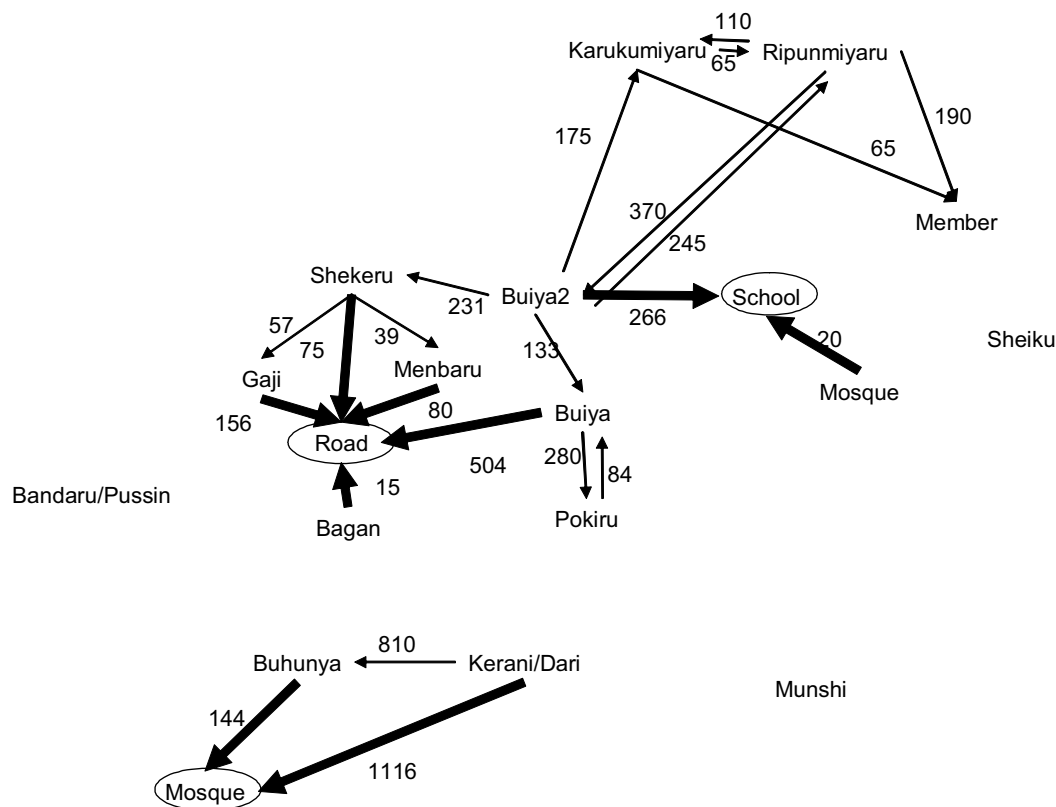 110
Karukumiyaru
65
Ripunmiyaru
190
175
65
370
Member
245
Shekeru
231
Buiya2
266
School
57
75
39
133
20
Sheiku
Gaji
Menbaru
Mosque
156
80
Buiya
Road
504
280
84
15
Bandaru/Pussin
Bagan
Pokiru
810
Buhunya
Kerani/Dari
Munshi
144
1116
Mosque